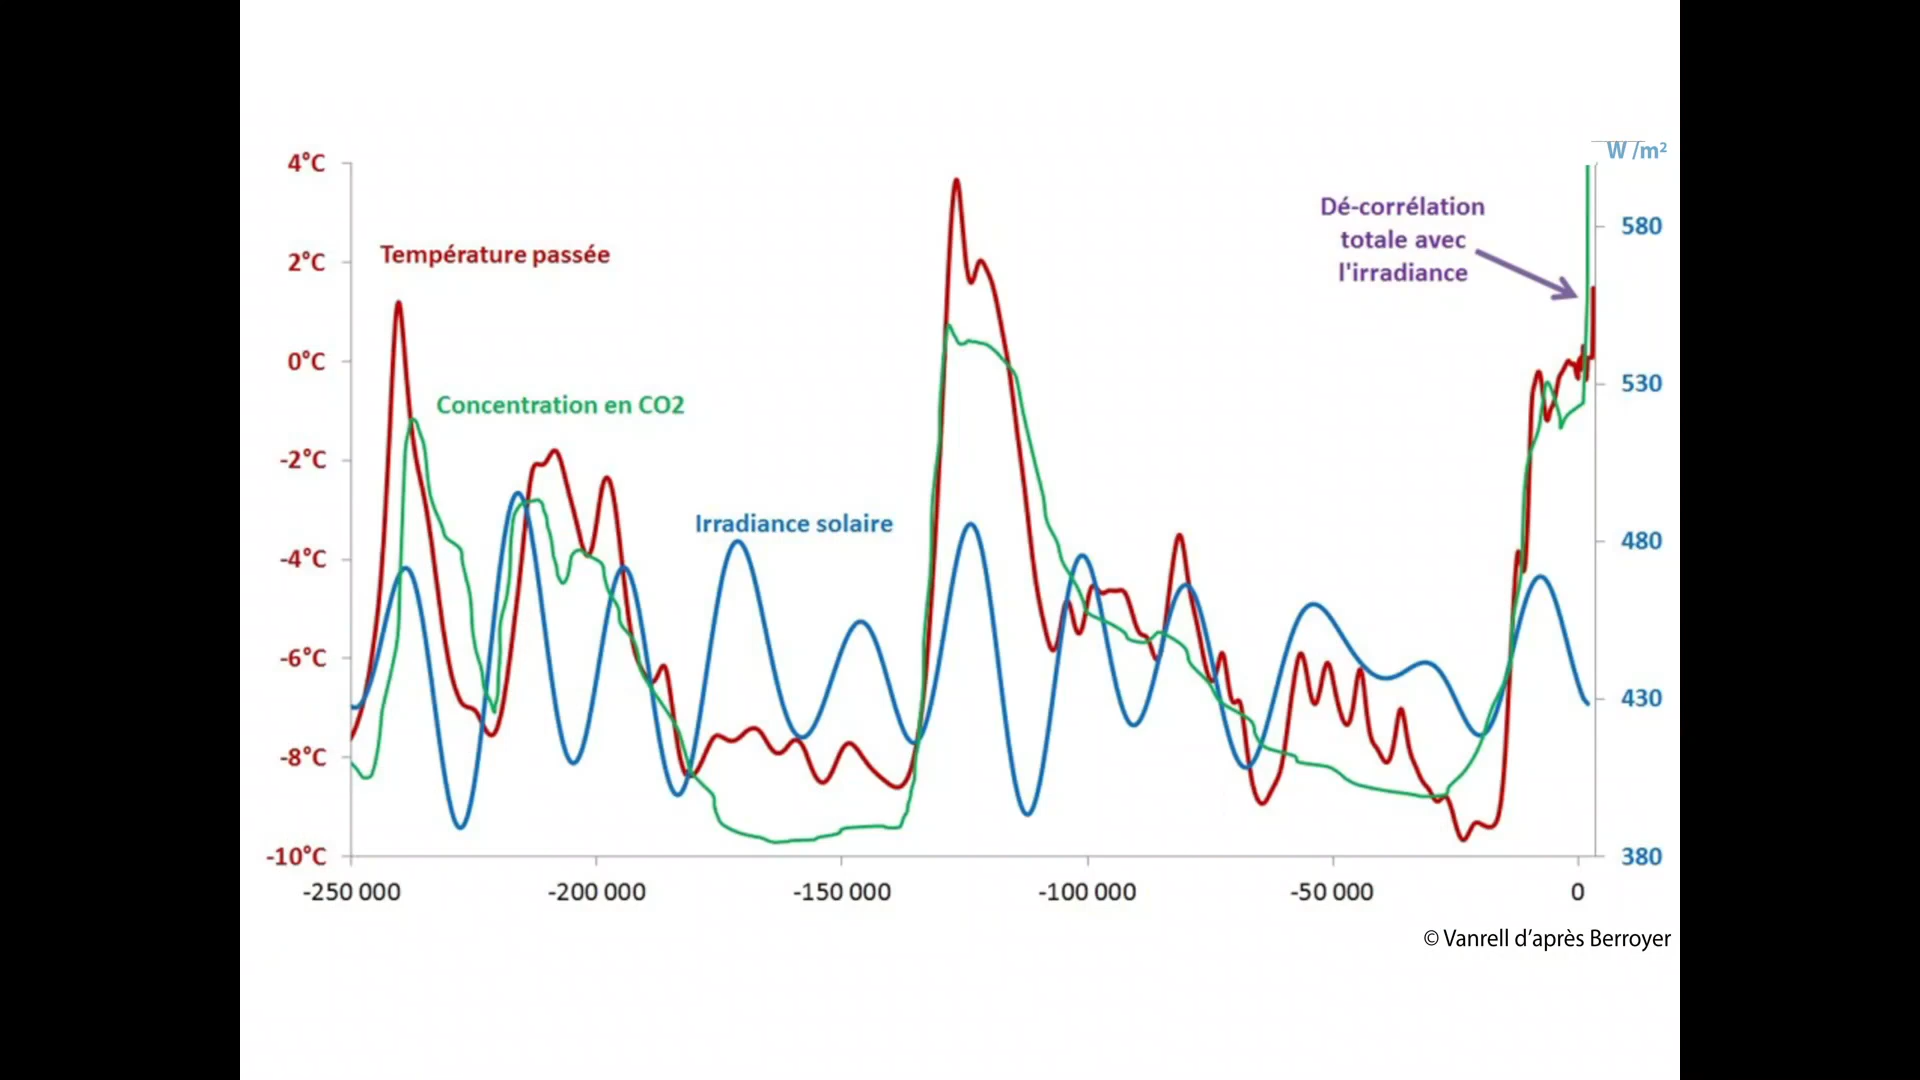 W /m²
4°C
2°C
0°C
-2°C
-4°C
-6°C
-8°C
-10°C
Température passée
Concentration en CO2
Irradiance solaire
Dé-corrélation
totale avec
l'irradiance
580
530
480
430
380
-250 000
-200 000
-150 000
-100 000
-50 000
0
© Vanrell d’après Berroyer